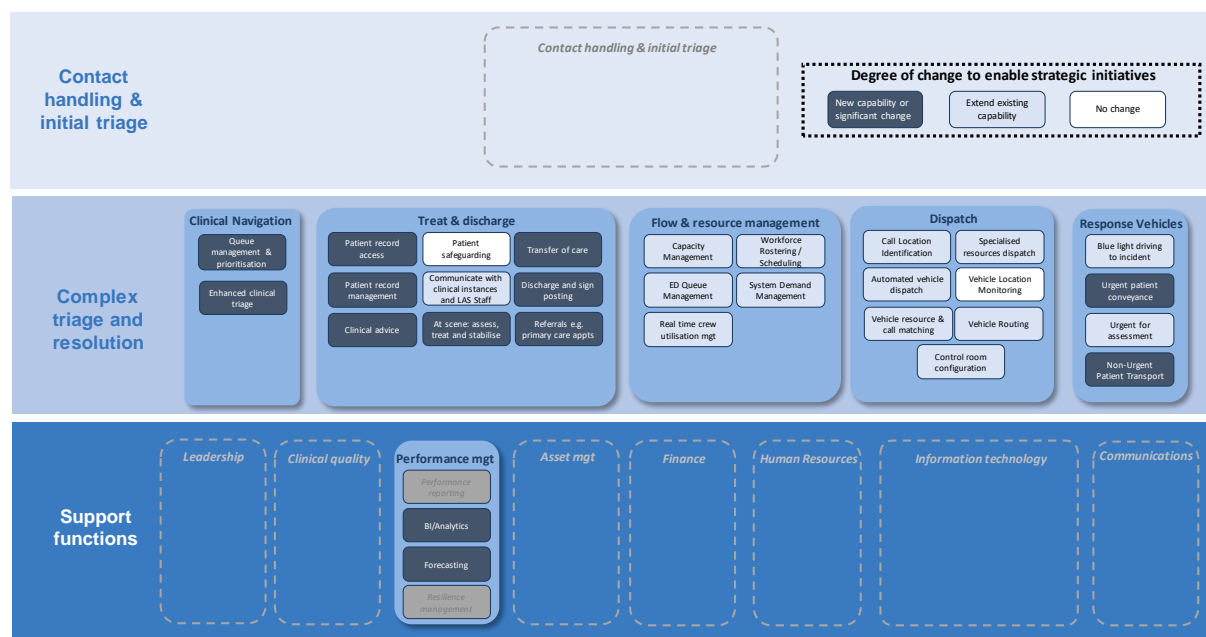 Contact
handling &
initial triage
Contact handling & initial triage
Degree of change to enable strategic initiatives
New capability or
significant change
Extend existing
capability
No change
Complex
triage and
resolution
Clinical Navigation
Queue
management &
prioritisation
Enhanced clinical
triage
Treat & discharge
Patient record
access
Patient
safeguarding
Transfer of care
Patient record
management
Communicate with
clinical instances
and LAS Staff
Discharge and sign
posting
Clinical advice
At scene: assess,
treat and stabilise
Referrals e.g.
primary care appts
Flow & resource management
Capacity
Management
Workforce
Rostering /
Scheduling
ED Queue
Management
System Demand
Management
Real time crew
utilisation mgt
Dispatch
Call Location
Identification
Specialised
resources dispatch
Automated vehicle
dispatch
Vehicle Location
Monitoring
Vehicle resource &
call matching
Vehicle Routing
Control room
configuration
Response Vehicles
Blue light driving
to incident
Urgent patient
conveyance
Urgent for
assessment
Non-Urgent
Patient Transport
Support
functions
Leadership
Clinical quality
Performance mgt
Performance
reporting
BI/Analytics
Forecasting
Resilience
management
Asset mgt
Finance
Human Resources
Information technology
Communications